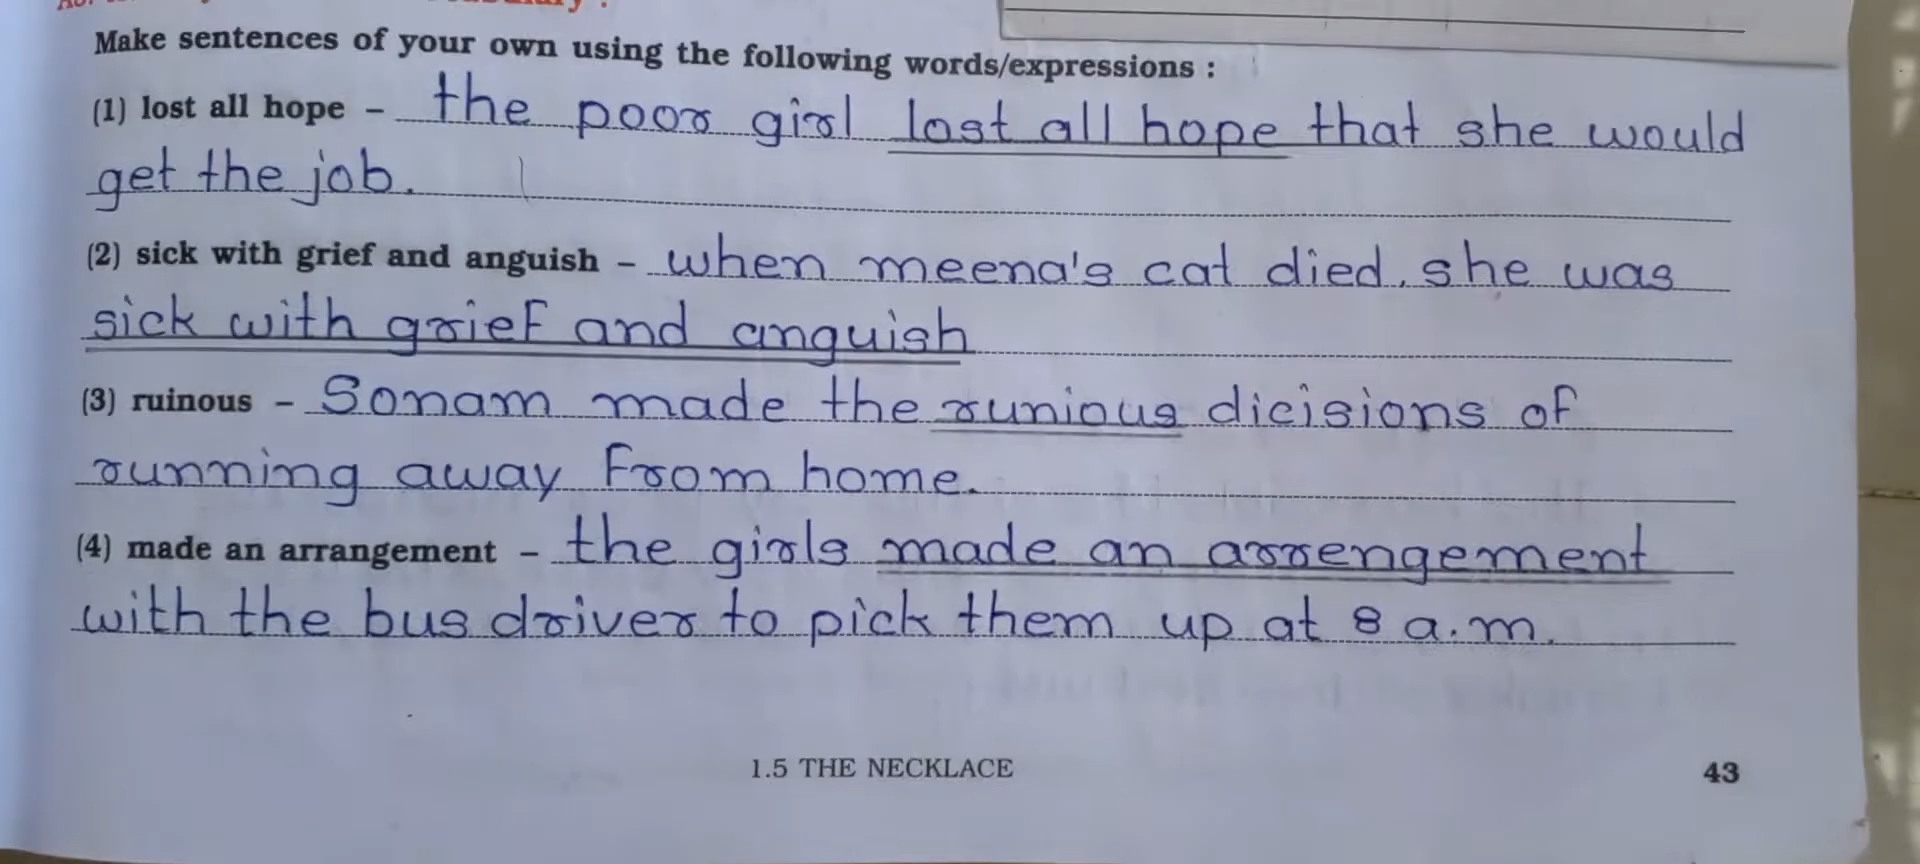 Make sentences of your own using the following words/expressions :
(1) lost all hope – the poor girl lost all hope that she would
get the job.
(2) sick with grief and anguish – when meena's cat died, she was
sick with grief and anguish
(3) ruinous – Sonam made the runious dicisions of
running away From home.
(4) made an arrangement – the girls made an arrengement
with the bus driver to pick them up at 8 a.m.
1.5 THE NECKLACE
43